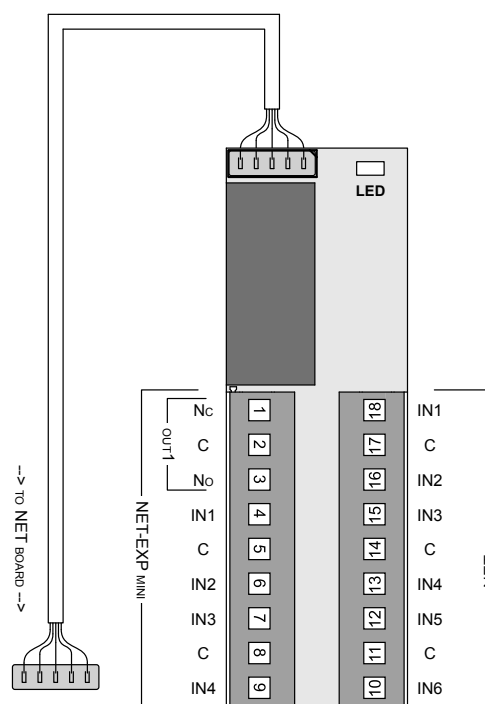 LED
NC 1 18 IN1
C 2 17 C
NO 3 16 IN2
OUT1
IN1 4 15 IN3
C 5 14 C
IN2 6 13 IN4
IN3 7 12 IN5
C 8 11 C
IN4 9 10 IN6
NET-EXP MINI
--> TO NET BOARD -->